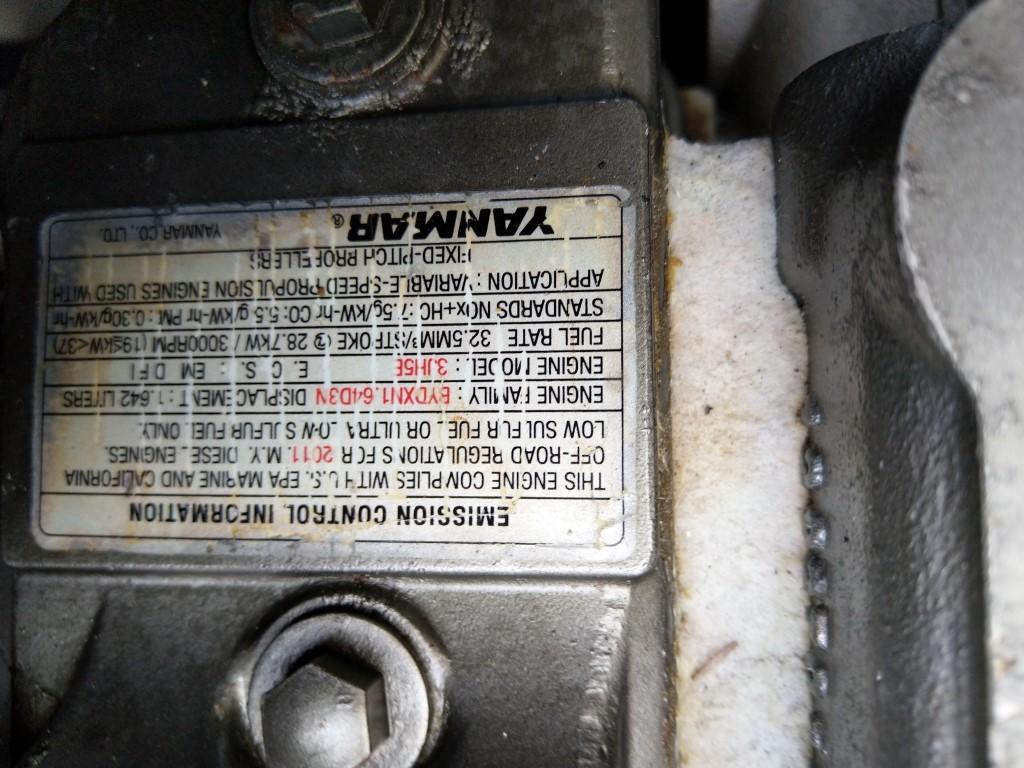 EMISSION CONTROL INFORMATION
THIS ENGINE COMPLIES WITH U.S. EPA MARINE AND CALIFORNIA
OFF-ROAD REGULATIONS FOR 2011 M.Y. DIESEL ENGINES.
LOW SULFUR FUEL OR ULTRA LOW SULFUR FUEL ONLY.
ENGINE FAMILY : BYDXN1.64D3N DISPLACEMENT : 1.642 LITERS
ENGINE MODEL : 3JH5E E. C. S. : EM D F I
FUEL RATE 32.5MM³/STROKE @ 28.7kW / 3000RPM (19≤kW<37)
STANDARDS NOx+HC :7.5g/kW-hr CO: 5.5 g/kW-hr PM : 0.30g/kW-hr
APPLICATION : VARIABLE-SPEED PROPULSION ENGINES USED WITH
FIXED-PITCH PROPELLERS
YANMAR® YANMAR CO., LTD.